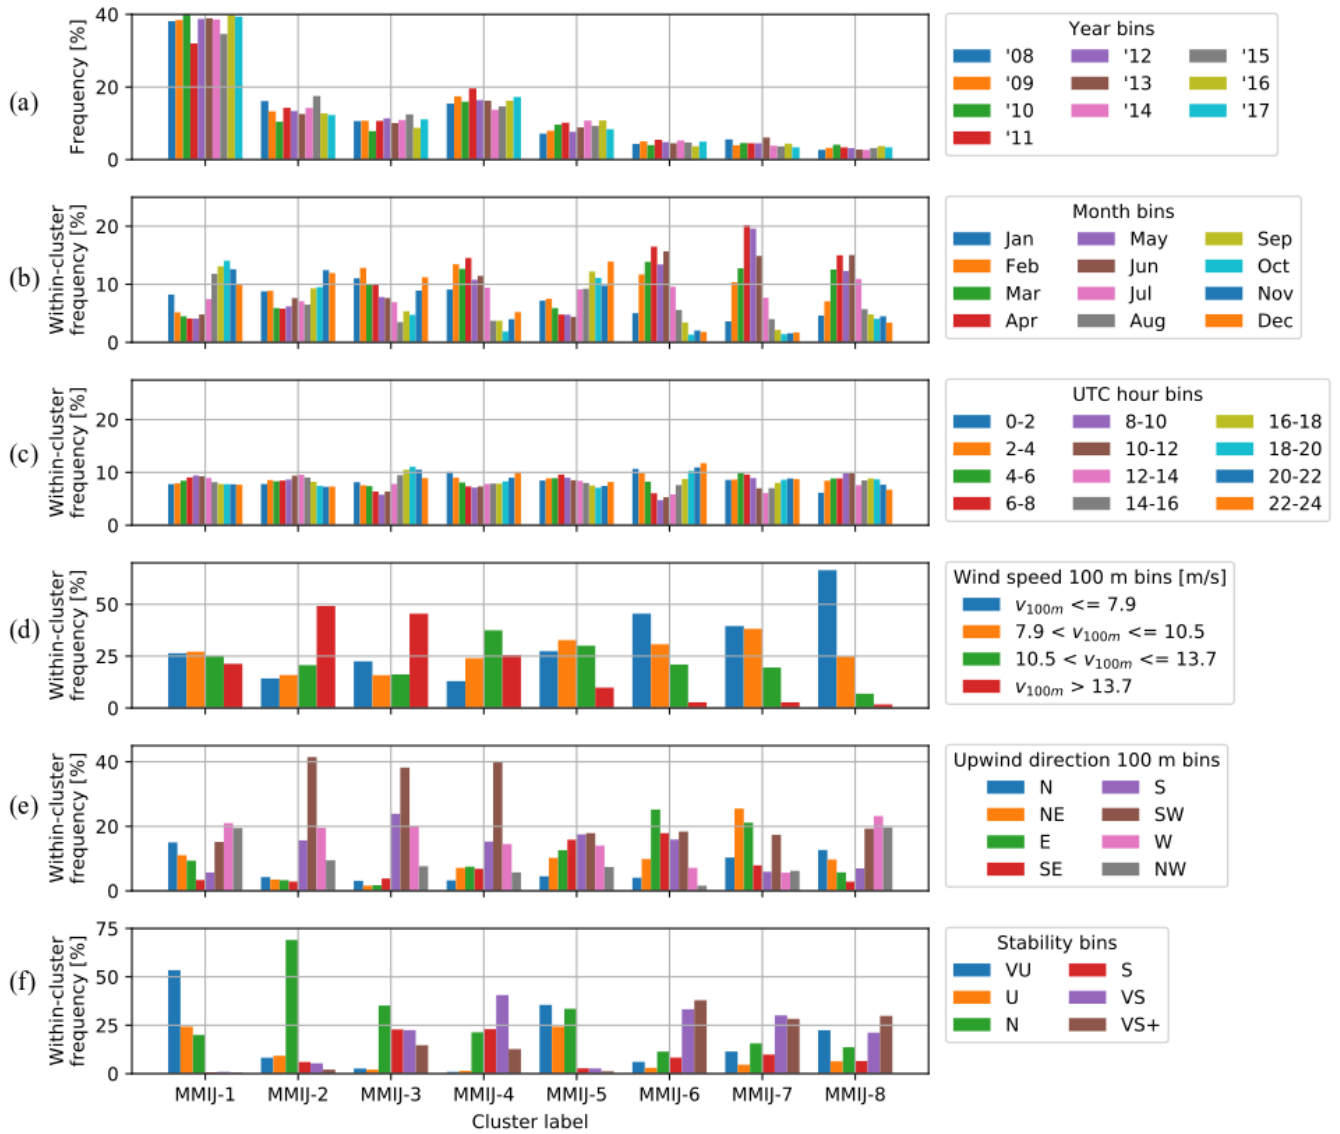 (a)
Frequency [%]
40
20
0
Year bins
'08 '12 '15
'09 '13 '16
'10 '14 '17
'11
(b)
Within-cluster
frequency [%]
20
10
0
Month bins
Jan May Sep
Feb Jun Oct
Mar Jul Nov
Apr Aug Dec
(c)
Within-cluster
frequency [%]
20
10
0
UTC hour bins
0-2 8-10 16-18
2-4 10-12 18-20
4-6 12-14 20-22
6-8 14-16 22-24
(d)
Within-cluster
frequency [%]
50
25
0
Wind speed 100 m bins [m/s]
v100m <= 7.9
7.9 < v100m <= 10.5
10.5 < v100m <= 13.7
v100m > 13.7
(e)
Within-cluster
frequency [%]
40
20
0
Upwind direction 100 m bins
N S
NE SW
E W
SE NW
(f)
Within-cluster
frequency [%]
75
50
25
0
Stability bins
VU S
U VS
N VS+
MMIJ-1 MMIJ-2 MMIJ-3 MMIJ-4 MMIJ-5 MMIJ-6 MMIJ-7 MMIJ-8
Cluster label